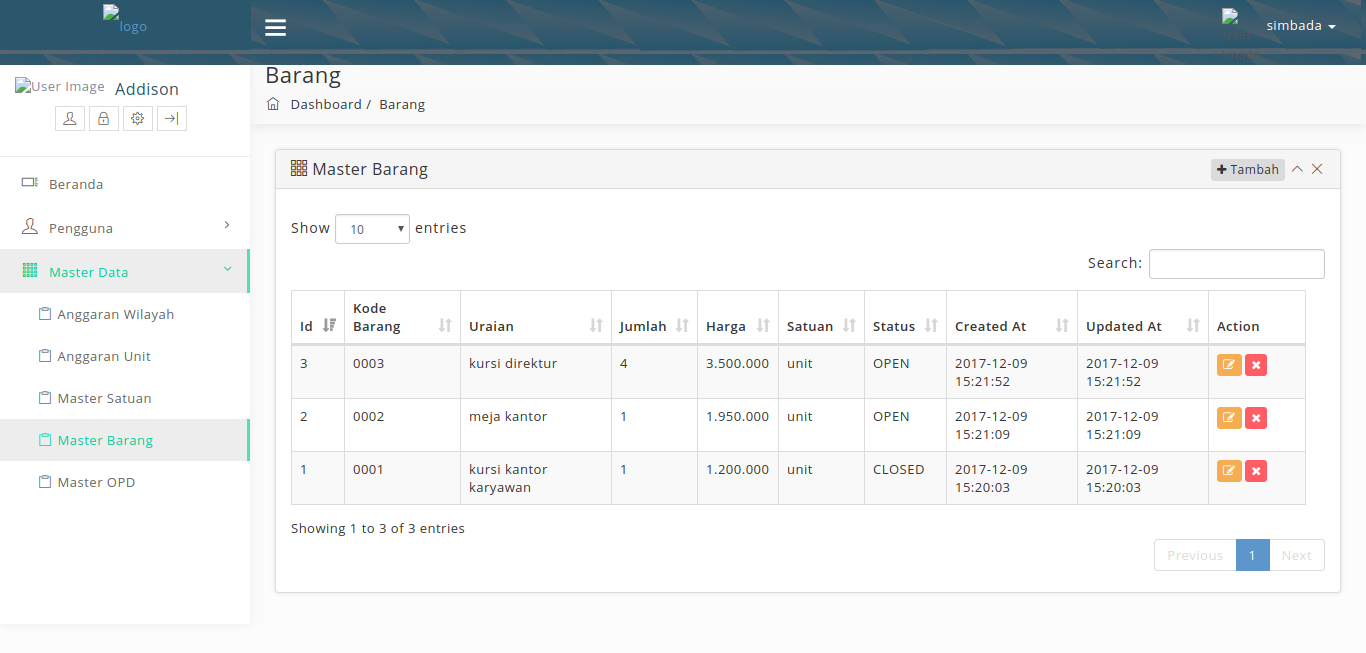 logo
simbada
User Image
User Image Addison
Barang
Dashboard / Barang
Beranda
Pengguna
Master Data
Anggaran Wilayah
Anggaran Unit
Master Satuan
Master Barang
Master OPD
Master Barang
Tambah
Show 10 entries
Search:
Id Kode Barang Uraian Jumlah Harga Satuan Status Created At Updated At Action
3 0003 kursi direktur 4 3.500.000 unit OPEN 2017-12-09 15:21:52 2017-12-09 15:21:52
2 0002 meja kantor 1 1.950.000 unit OPEN 2017-12-09 15:21:09 2017-12-09 15:21:09
1 0001 kursi kantor karyawan 1 1.200.000 unit CLOSED 2017-12-09 15:20:03 2017-12-09 15:20:03
Showing 1 to 3 of 3 entries
Previous 1 Next